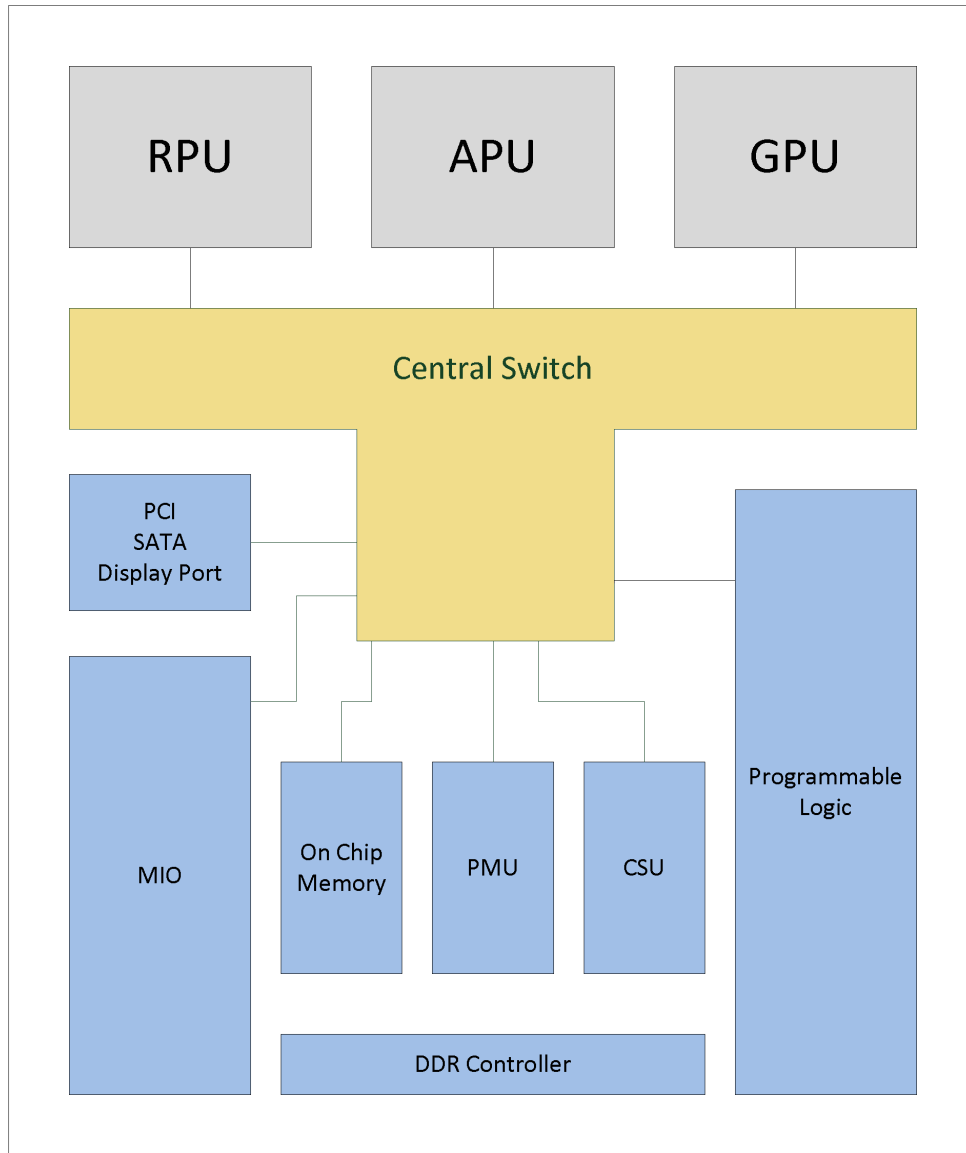 RPU
APU
GPU
Central Switch
PCI
SATA
Display Port
MIO
On Chip
Memory
PMU
CSU
Programmable
Logic
DDR Controller